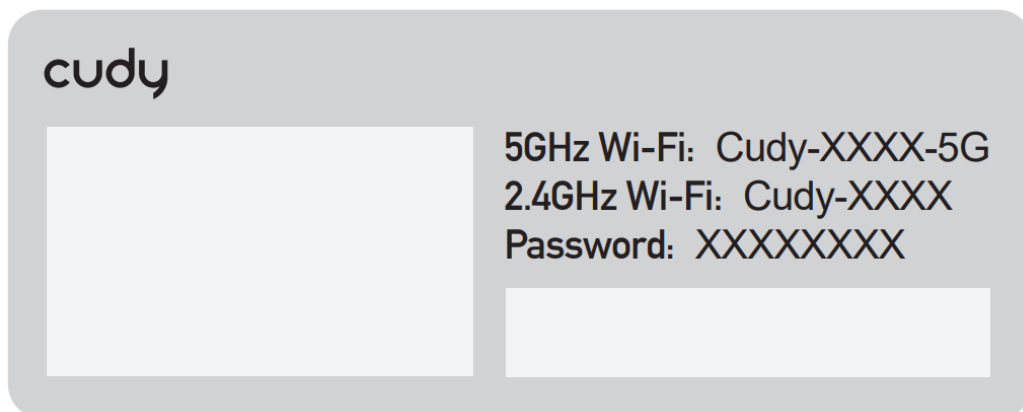 cudy
5GHz Wi-Fi: Cudy-XXXX-5G
2.4GHz Wi-Fi: Cudy-XXXX
Password: XXXXXXXX